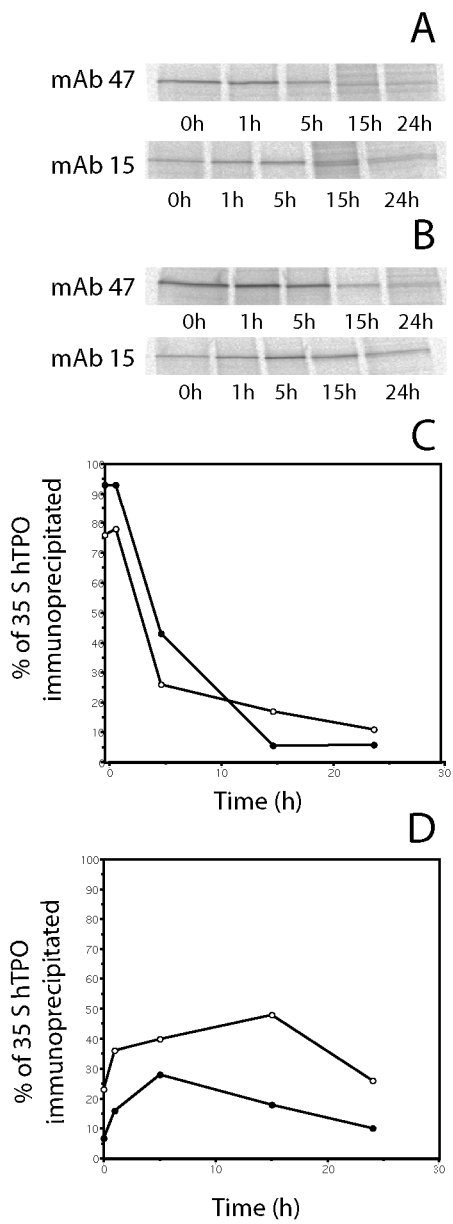 A
mAb 47
0h 1h 5h 15h 24h
mAb 15
0h 1h 5h 15h 24h
B
mAb 47
0h 1h 5h 15h 24h
mAb 15
0h 1h 5h 15h 24h
C
% of 35 S hTPO
immunoprecipitated
100
90
80
70
60
50
40
30
20
10
0
0 10 20 30
Time (h)
D
% of 35 S hTPO
immunoprecipitated
100
90
80
70
60
50
40
30
20
10
0
0 10 20 30
Time (h)